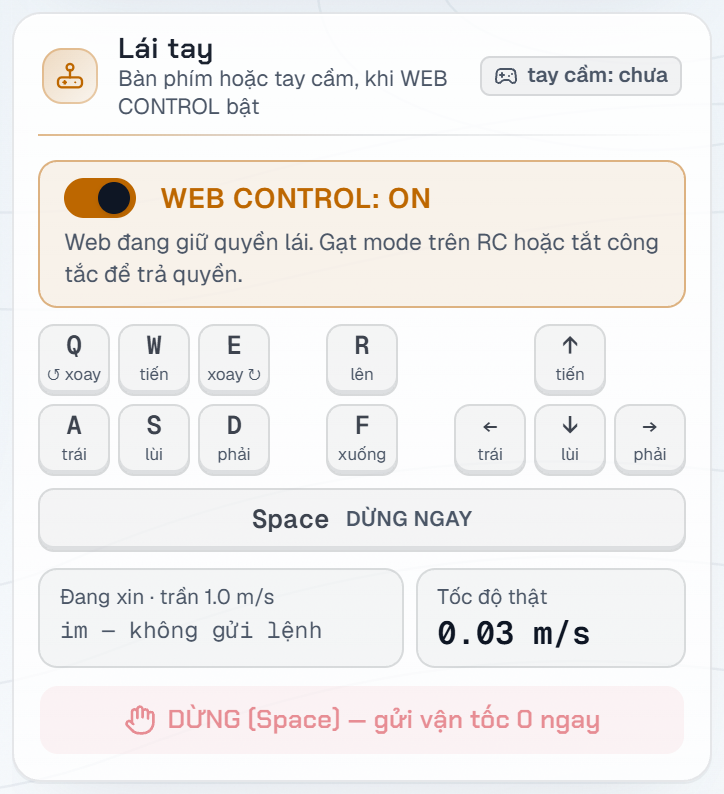 Lái tay
Bàn phím hoặc tay cầm, khi WEB
CONTROL bật
tay cầm: chưa
WEB CONTROL: ON
Web đang giữ quyền lái. Gạt mode trên RC hoặc tắt công
tắc để trả quyền.
Q W E R ↑
↺ xoay tiến xoay ↻ lên tiến
A S D F ← ↓ →
trái lùi phải xuống trái lùi phải
Space DỪNG NGAY
Đang xin · trần 1.0 m/s
im — không gửi lệnh
Tốc độ thật
0.03 m/s
DỪNG (Space) — gửi vận tốc 0 ngay